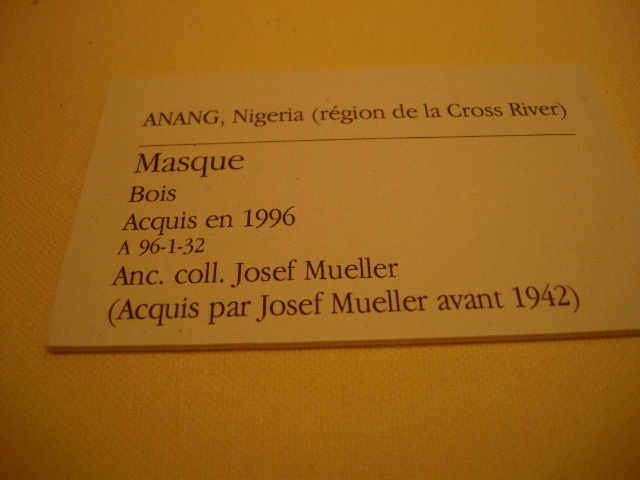 ANANG, Nigeria (région de la Cross River)
Masque
Bois
Acquis en 1996
A 96-1-32
Anc. coll. Josef Mueller
(Acquis par Josef Mueller avant 1942)